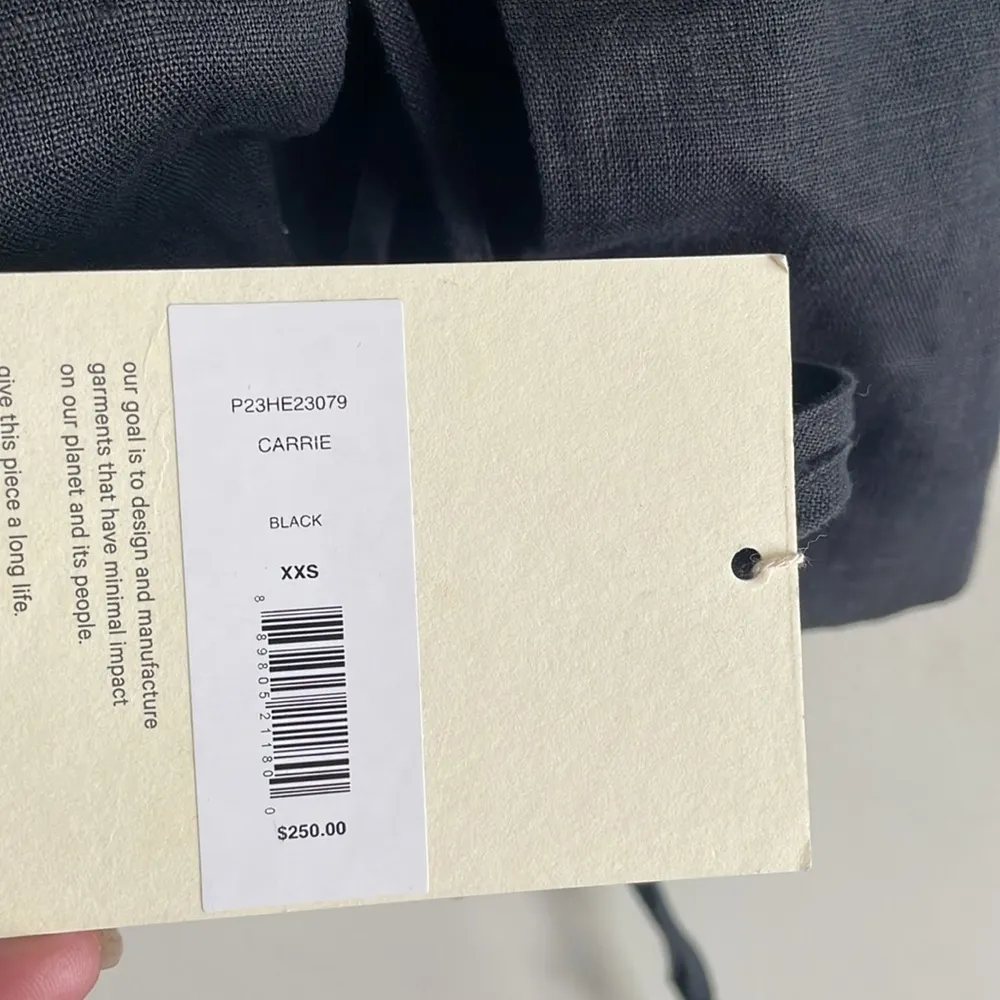 our goal is to design and manufacture
garments that have minimal impact
on our planet and its people.
give this piece a long life.
P23HE23079
CARRIE
BLACK
XXS
8 89805 21180 0
$250.00